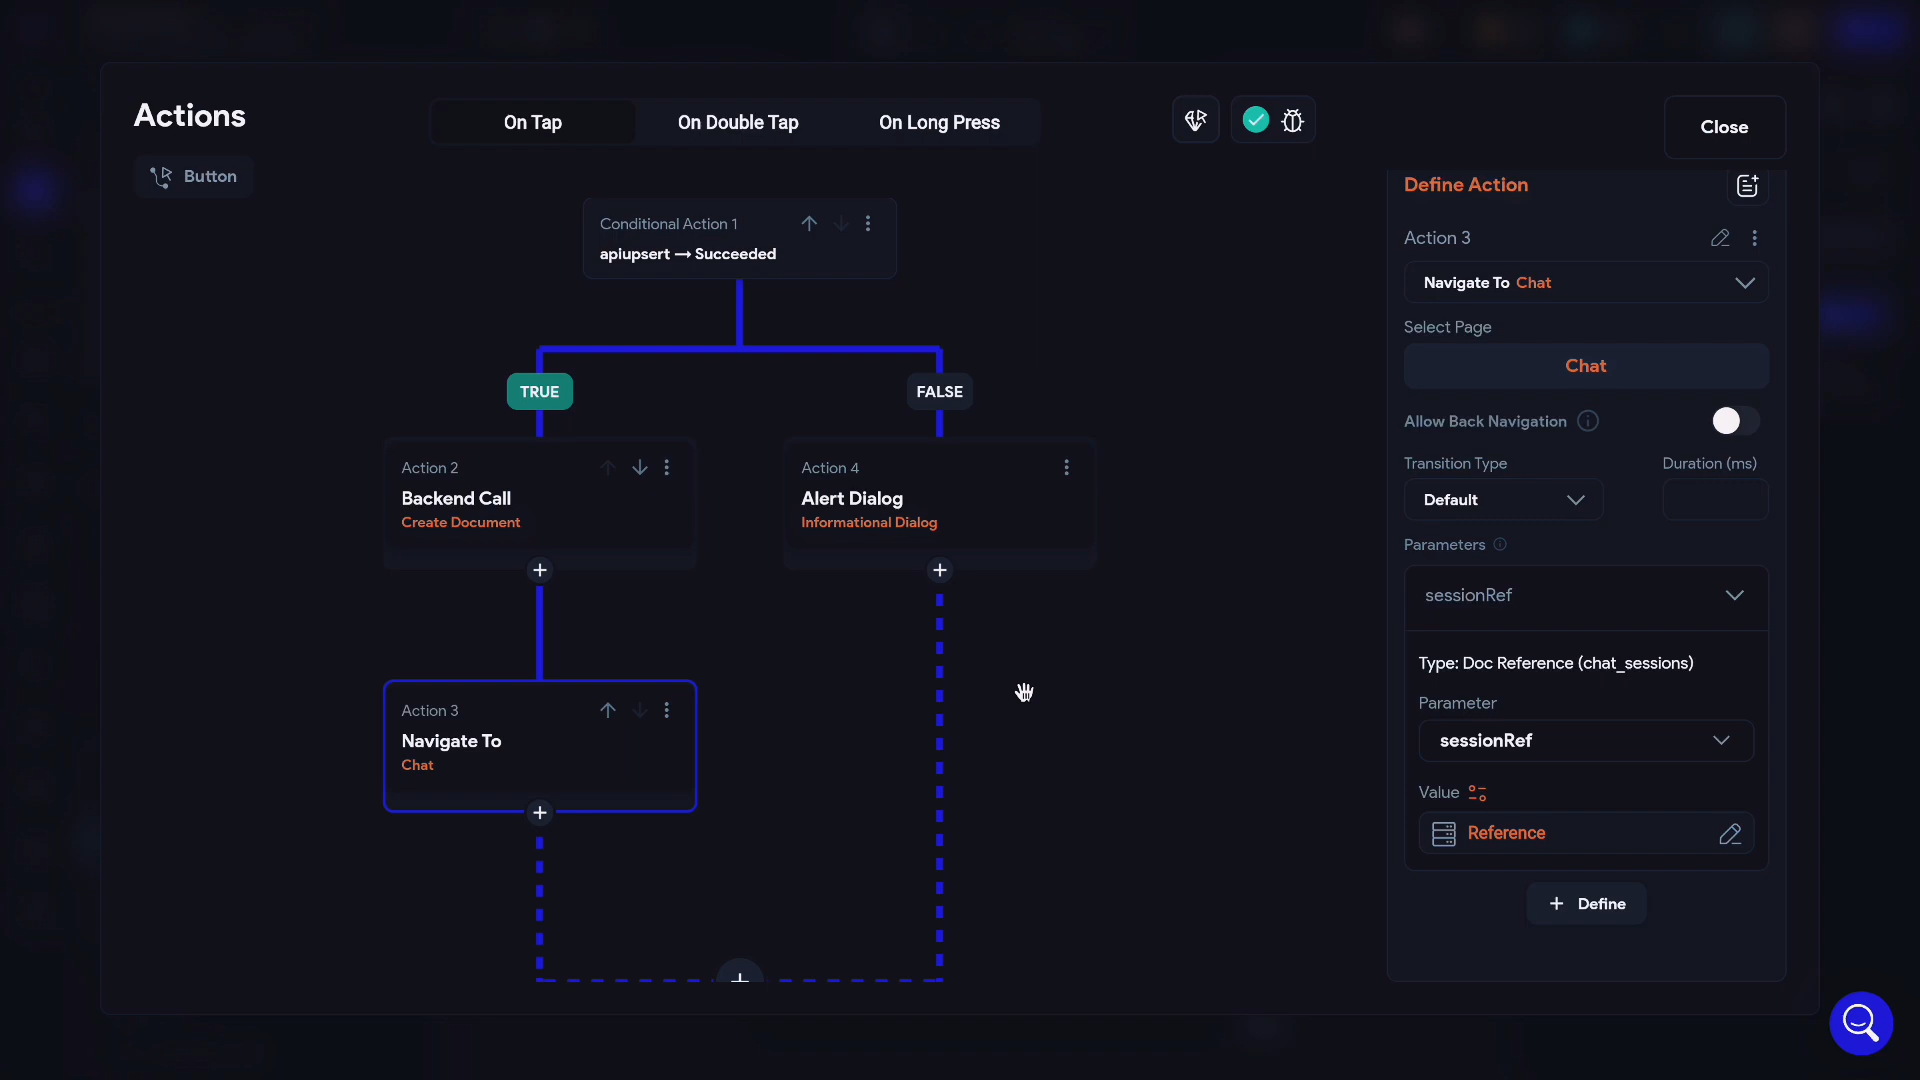 Actions
On Tap
On Double Tap
On Long Press
Close
Button
Conditional Action 1
apiupsert → Succeeded
TRUE
FALSE
Action 2
Backend Call
Create Document
Action 4
Alert Dialog
Informational Dialog
Action 3
Navigate To
Chat
Define Action
Action 3
Navigate To Chat
Select Page
Chat
Allow Back Navigation
Transition Type
Duration (ms)
Default
Parameters
sessionRef
Type: Doc Reference (chat_sessions)
Parameter
sessionRef
Value
Reference
+ Define